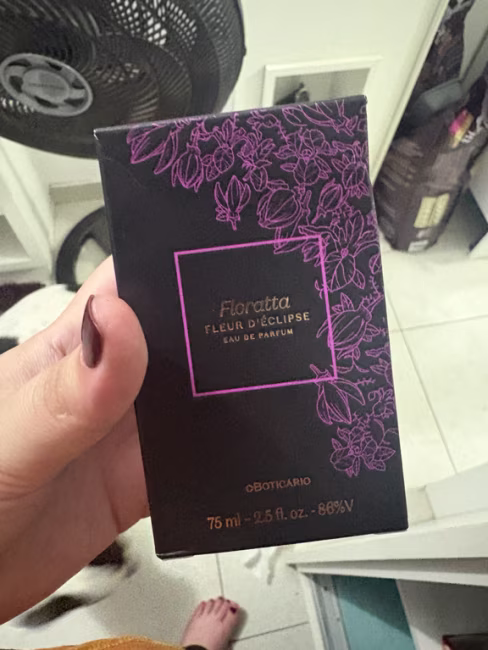 Floratta
FLEUR D'ÉCLIPSE
EAU DE PARFUM
oBOTICÁRIO
75 ml - 2.5 fl. oz. - 86%V